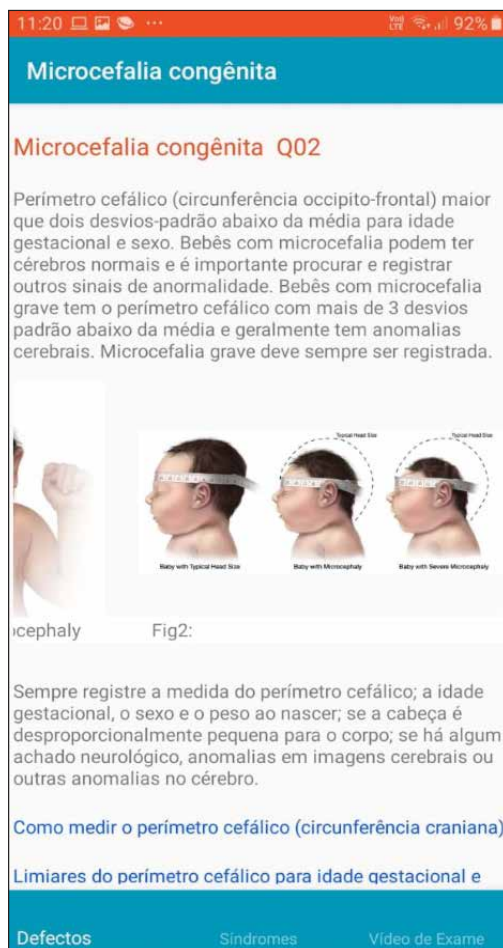 11:20 ··· 92%
Microcefalia congênita
Microcefalia congênita Q02
Perímetro cefálico (circunferência occipito-frontal) maior
que dois desvios-padrão abaixo da média para idade
gestacional e sexo. Bebês com microcefalia podem ter
cérebros normais e é importante procurar e registrar
outros sinais de anormalidade. Bebês com microcefalia
grave tem o perímetro cefálico com mais de 3 desvios
padrão abaixo da média e geralmente tem anomalias
cerebrais. Microcefalia grave deve sempre ser registrada.
Typical Head Size Typical Head Size
Baby with Typical Head Size Baby with Microcephaly Baby with Severe Microcephaly
ocephaly Fig2:
Sempre registre a medida do perímetro cefálico; a idade
gestacional, o sexo e o peso ao nascer; se a cabeça é
desproporcionalmente pequena para o corpo; se há algum
achado neurológico, anomalias em imagens cerebrais ou
outras anomalias no cérebro.
Como medir o perímetro cefálico (circunferência craniana)
Limiares do perímetro cefálico para idade gestacional e
Defectos Síndromes Vídeo de Exame